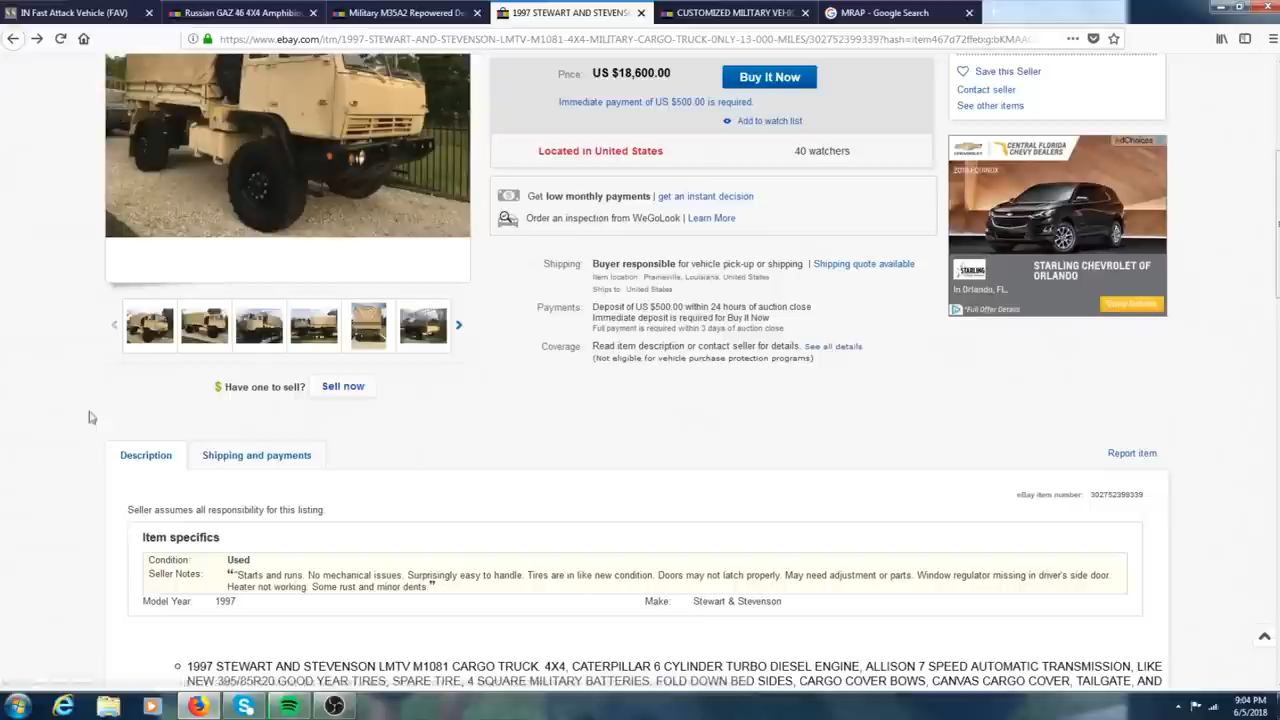 IN Fast Attack Vehicle (FAV)
Russian GAZ 46 4X4 Amphibio
Military M35A2 Repowered De
1997 STEWART AND STEVENS
CUSTOMIZED MILITARY VEHIC
MRAP - Google Search
https://www.ebay.com/itm/1997-STEWART-AND-STEVENSON-LMTV-M1081-4X4-MILITARY-CARGO-TRUCK-ONLY-13-000-MILES/302752399339?hash=item467d72ffeb:g:bKMAAO
Price: US $18,600.00
Buy It Now
Immediate payment of US $500.00 is required.
Add to watch list
Located in United States
40 watchers
Get low monthly payments | get an instant decision
Order an inspection from WeGoLook | Learn More
Shipping: Buyer responsible for vehicle pick-up or shipping | Shipping quote available
Item location: Prairieville, Louisiana, United States
Ships to: United States
Payments: Deposit of US $500.00 within 24 hours of auction close
Immediate deposit is required for Buy It Now
Full payment is required within 3 days of auction close.
Coverage: Read item description or contact seller for details. See all details
(Not eligible for vehicle purchase protection programs)
Save this Seller
Contact seller
See other items
AdChoices
CENTRAL FLORIDA
CHEVY DEALERS
2018 EQUINOX
STARLING CHEVROLET OF
ORLANDO
In Orlando, FL.
*Full Offer Details
Have one to sell? Sell now
Description
Shipping and payments
Report item
eBay item number: 302752399339
Seller assumes all responsibility for this listing.
Item specifics
Condition: Used
Seller Notes: “Starts and runs. No mechanical issues. Surprisingly easy to handle. Tires are in like new condition. Doors may not latch properly. May need adjustment or parts. Window regulator missing in driver's side door.
Heater not working. Some rust and minor dents.”
Model Year: 1997
Make: Stewart & Stevenson
1997 STEWART AND STEVENSON LMTV M1081 CARGO TRUCK. 4X4, CATERPILLAR 6 CYLINDER TURBO DIESEL ENGINE, ALLISON 7 SPEED AUTOMATIC TRANSMISSION, LIKE
NEW 395/85R20 GOOD YEAR TIRES, SPARE TIRE, 4 SQUARE MILITARY BATTERIES. FOLD DOWN BED SIDES, CARGO COVER BOWS, CANVAS CARGO COVER, TAILGATE, AND
9:04 PM
6/5/2018